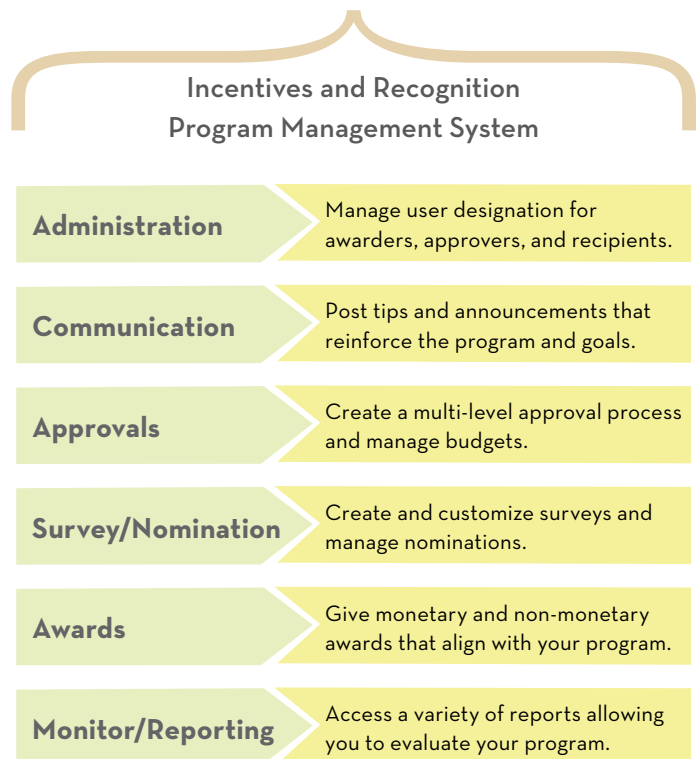 Incentives and Recognition
Program Management System
Administration
Manage user designation for
awarders, approvers, and recipients.
Communication
Post tips and announcements that
reinforce the program and goals.
Approvals
Create a multi-level approval process
and manage budgets.
Survey/Nomination
Create and customize surveys and
manage nominations.
Awards
Give monetary and non-monetary
awards that align with your program.
Monitor/Reporting
Access a variety of reports allowing
you to evaluate your program.